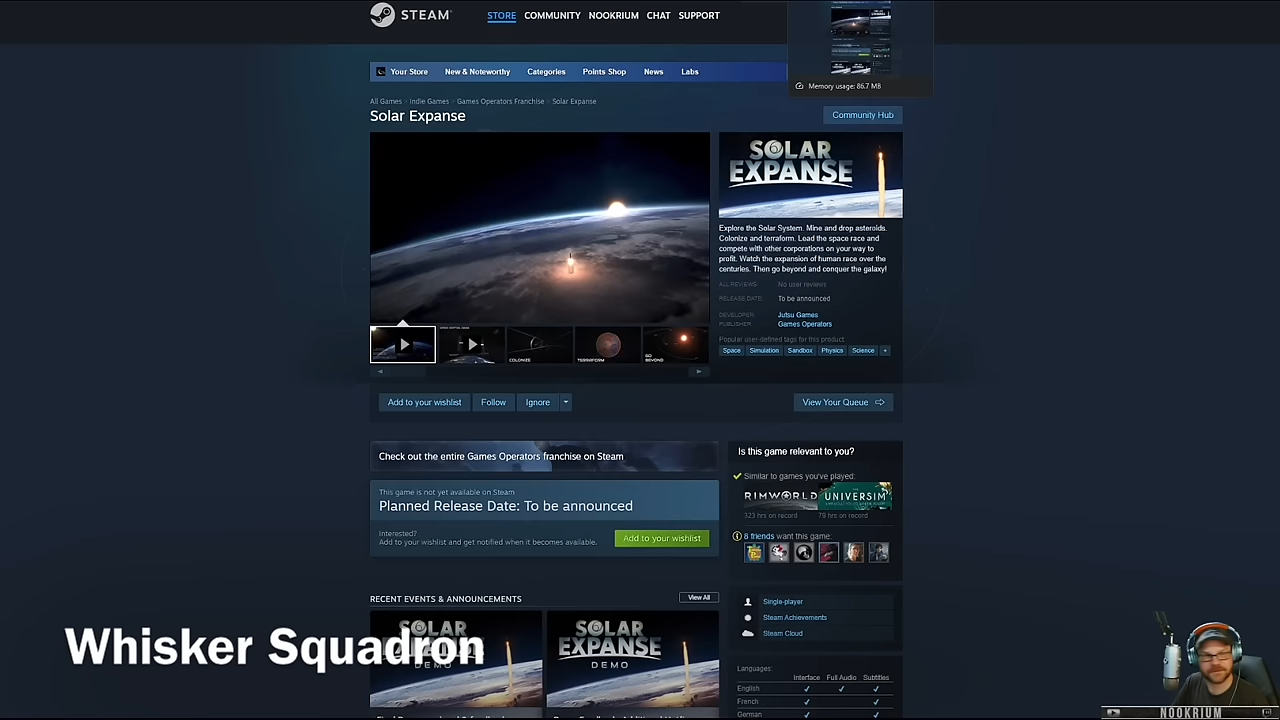 STEAM
STORE COMMUNITY NOOKRIUM CHAT SUPPORT
Memory usage: 86.7 MB
Your Store New & Noteworthy Categories Points Shop News Labs
All Games > Indie Games > Games Operators Franchise > Solar Expanse
Solar Expanse
Community Hub
SOLAR
EXPANSE
Explore the Solar System. Mine and drop asteroids.
Colonize and terraform. Lead the space race and
compete with other corporations on your way to
profit. Watch the expansion of human race over the
centuries. Then go beyond and conquer the galaxy!
ALL REVIEWS: No user reviews
RELEASE DATE: To be announced
DEVELOPER: Jutsu Games
PUBLISHER: Games Operators
Popular user-defined tags for this product:
Space Simulation Sandbox Physics Science +
COLONIZE
TERRAFORM
GO
BEYOND
Add to your wishlist Follow Ignore
View Your Queue
Check out the entire Games Operators franchise on Steam
This game is not yet available on Steam
Planned Release Date: To be announced
Interested?
Add to your wishlist and get notified when it becomes available.
Add to your wishlist
Is this game relevant to you?
Similar to games you've played:
RIMWORLD
THE
UNIVERSIM
323 hrs on record
79 hrs on record
8 friends want this game:
RECENT EVENTS & ANNOUNCEMENTS
View All
SOLAR
EXPANSE
DEMO
SOLAR
EXPANSE
DEMO
Whisker Squadron
Single-player
Steam Achievements
Steam Cloud
Languages:
Interface Full Audio Subtitles
English ✓ ✓ ✓
French ✓ ✓
German ✓ ✓
NOOKRIUM